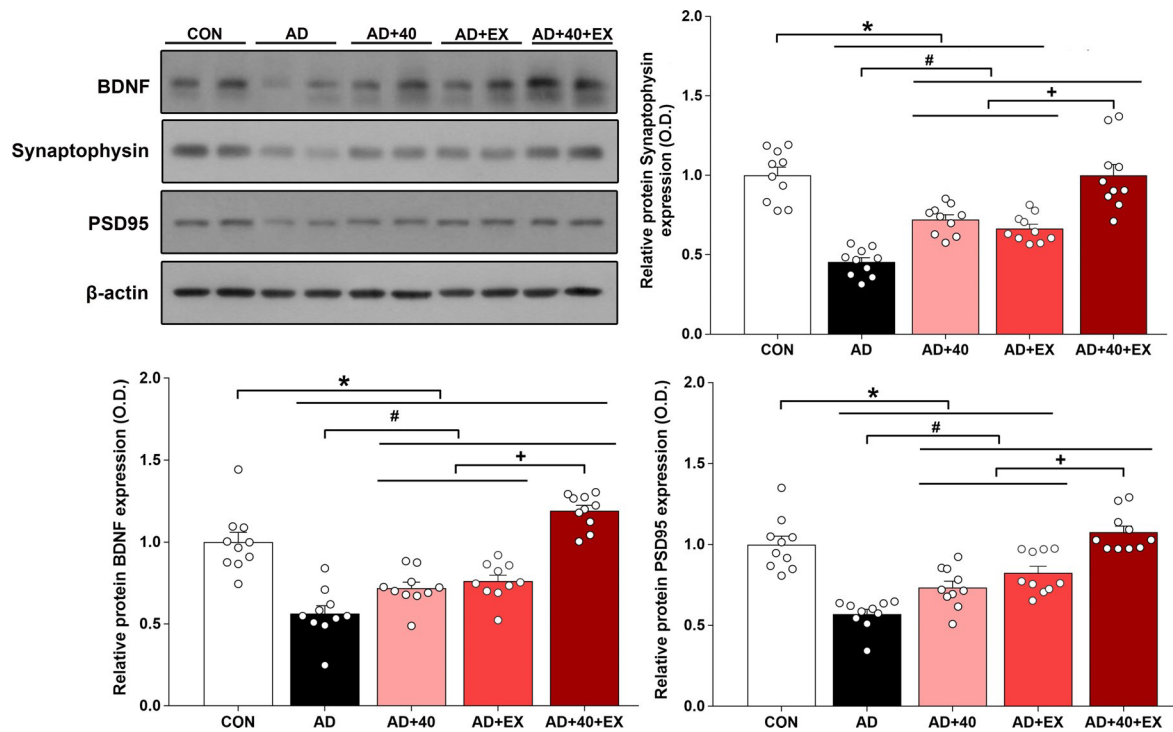 CON AD AD+40 AD+EX AD+40+EX
BDNF
Synaptophysin
PSD95
β-actin
Relative protein Synaptophysin
expression (O.D.)
2.0
1.5
1.0
0.5
0.0
*
#
+
CON AD AD+40 AD+EX AD+40+EX
Relative protein BDNF expression (O.D.)
2.0
1.5
1.0
0.5
0.0
*
#
+
CON AD AD+40 AD+EX AD+40+EX
Relative protein PSD95 expression (O.D.)
2.0
1.5
1.0
0.5
0.0
*
#
+
CON AD AD+40 AD+EX AD+40+EX